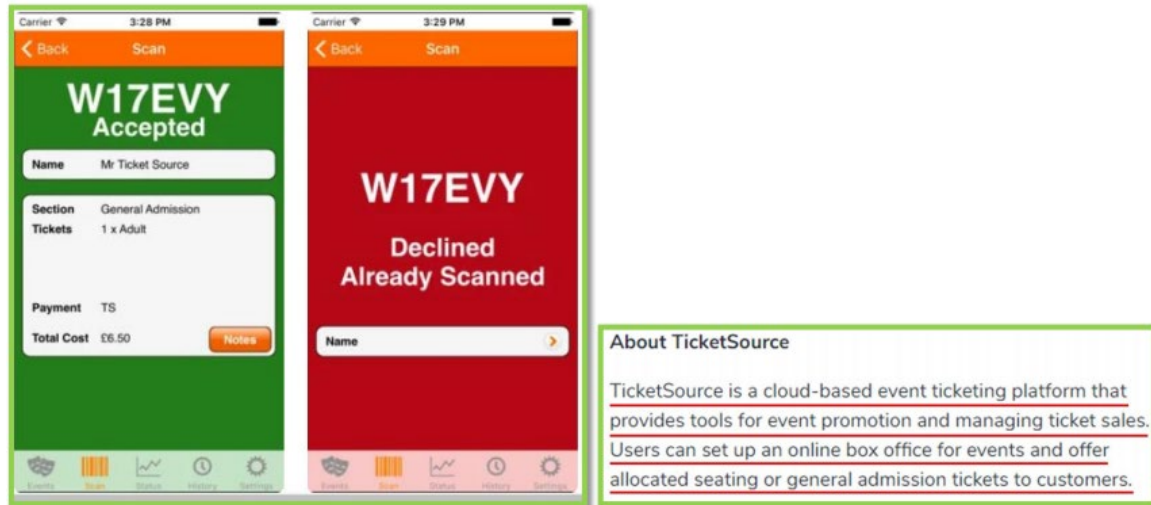 Carrier 3:28 PM
Back Scan
W17EVY
Accepted
Name Mr Ticket Source
Section General Admission
Tickets 1 x Adult
Payment TS
Total Cost £6.50 Notes
Events Scan Status History Settings
Carrier 3:29 PM
Back Scan
W17EVY
Declined
Already Scanned
Name
Events Scan Status History Settings
About TicketSource
TicketSource is a cloud-based event ticketing platform that
provides tools for event promotion and managing ticket sales.
Users can set up an online box office for events and offer
allocated seating or general admission tickets to customers.